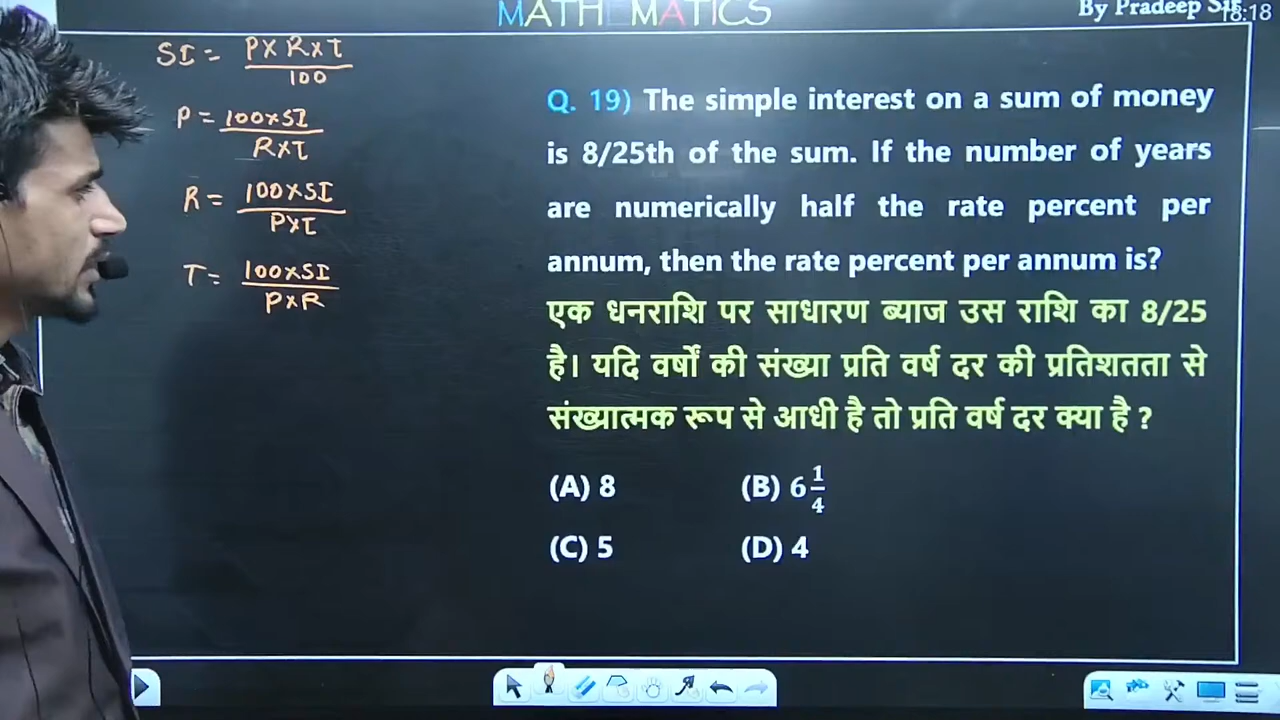 MATHEMATICS
By Pradeep Sir
18:18
SI = P×R×T
100
P = 100×SI
R×T
R = 100×SI
P×T
T = 100×SI
P×R
Q. 19) The simple interest on a sum of money
is 8/25th of the sum. If the number of years
are numerically half the rate percent per
annum, then the rate percent per annum is?
एक धनराशि पर साधारण ब्याज उस राशि का 8/25
है। यदि वर्षों की संख्या प्रति वर्ष दर की प्रतिशतता से
संख्यात्मक रूप से आधी है तो प्रति वर्ष दर क्या है ?
(A) 8 (B) 6 1/4
(C) 5 (D) 4